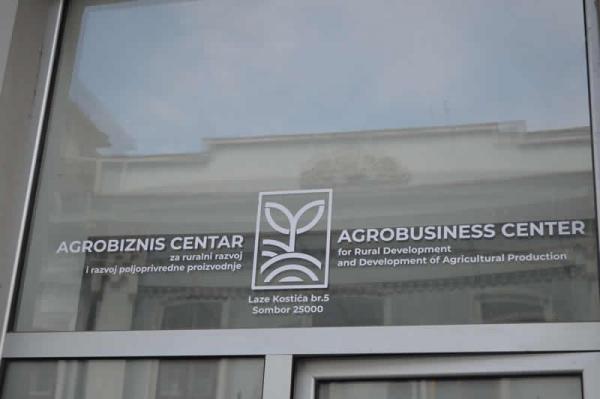 AGROBIZNIS CENTAR
za ruralni razvoj
i razvoj poljoprivredne proizvodnje
AGROBUSINESS CENTER
for Rural Development
and Development of Agricultural Production
Laze Kostića br.5
Sombor 25000